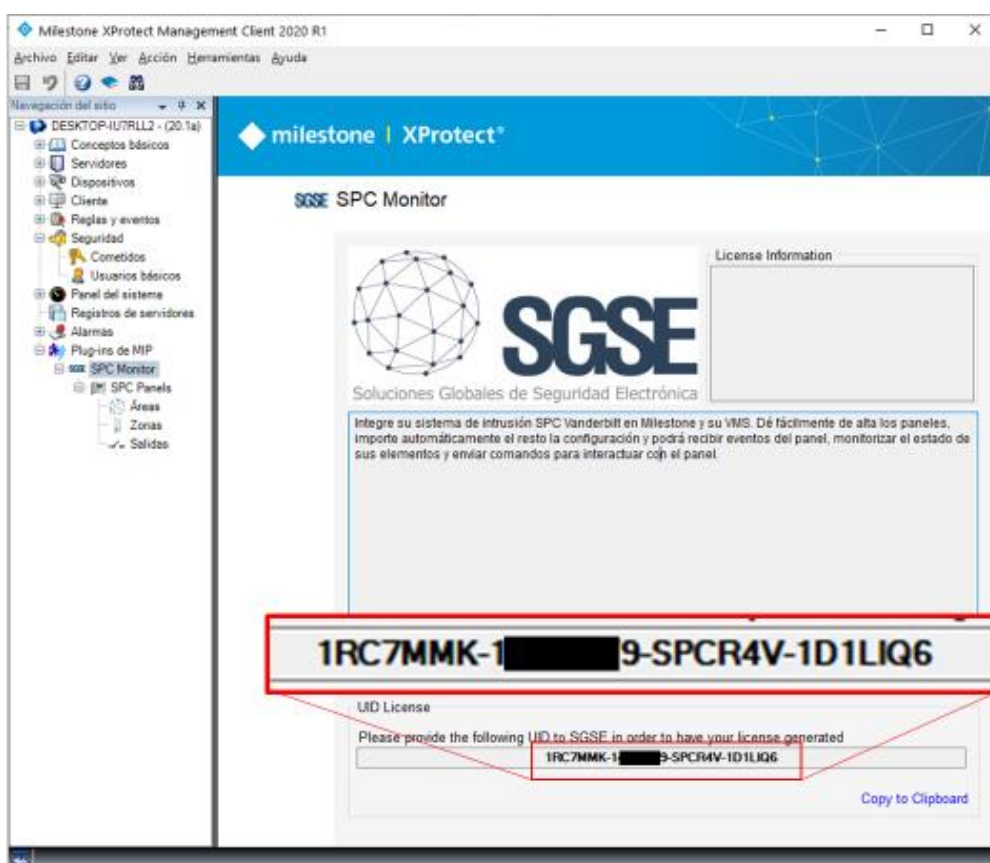 Milestone XProtect Management Client 2020 R1
Archivo Editar Ver Acción Herramientas Ayuda
Navegación del sitio
DESKTOP-IU7RLL2 - (20.1a)
Conceptos básicos
Servidores
Dispositivos
Cliente
Reglas y eventos
Seguridad
Cometidos
Usuarios básicos
Panel del sistema
Registros de servidores
Alarmas
Plug-ins de MIP
SGSE SPC Monitor
SPC Panels
Áreas
Zonas
Salidas
milestone | XProtect®
SGSE SPC Monitor
License Information
SGSE
Soluciones Globales de Seguridad Electrónica
Integre su sistema de intrusión SPC Vanderbilt en Milestone y su VMS. Dé fácilmente de alta los paneles,
importe automáticamente el resto la configuración y podrá recibir eventos del panel, monitorizar el estado de
sus elementos y enviar comandos para interactuar con el panel.
1RC7MMK-1 9-SPCR4V-1D1LIQ6
UID License
Please provide the following UID to SGSE in order to have your license generated
1RC7MMK-1 9-SPCR4V-1D1LIQ6
Copy to Clipboard